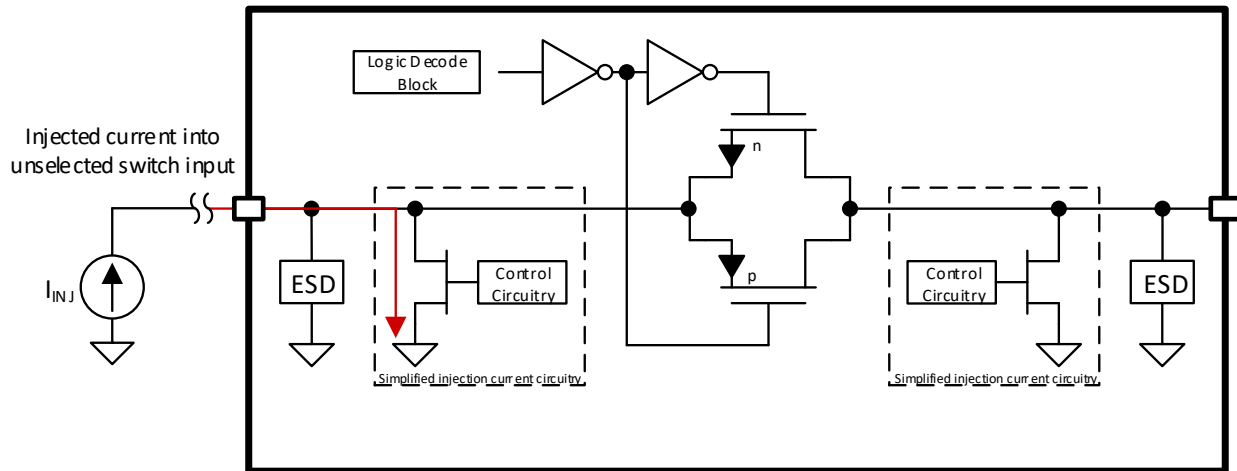 Logic Decode
Block
Injected current into
unselected switch input
n
p
ESD
Control
Circuitry
Control
Circuitry
ESD
IINJ
Simplified injection current circuitry
Simplified injection current circuitry